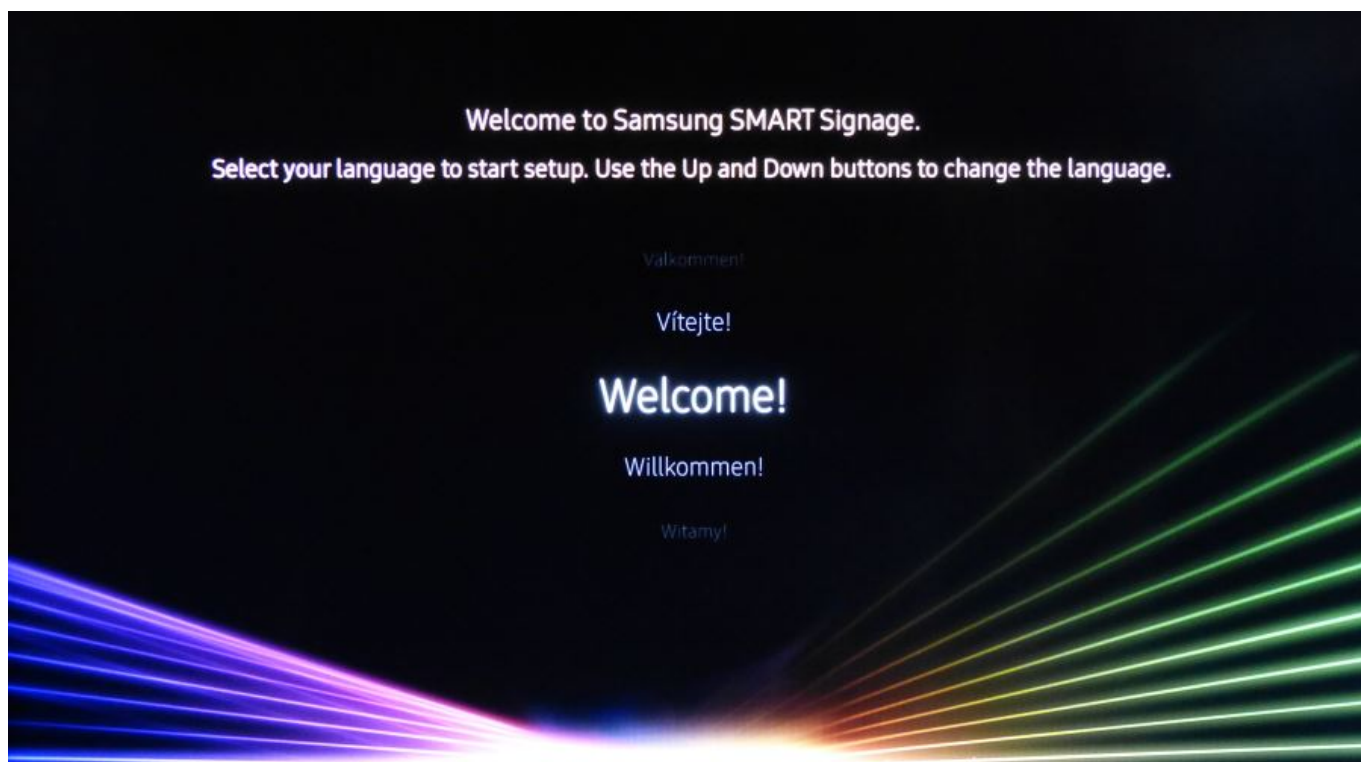 Welcome to Samsung SMART Signage.
Select your language to start setup. Use the Up and Down buttons to change the language.
Välkommen!
Vítejte!
Welcome!
Willkommen!
Witamy!